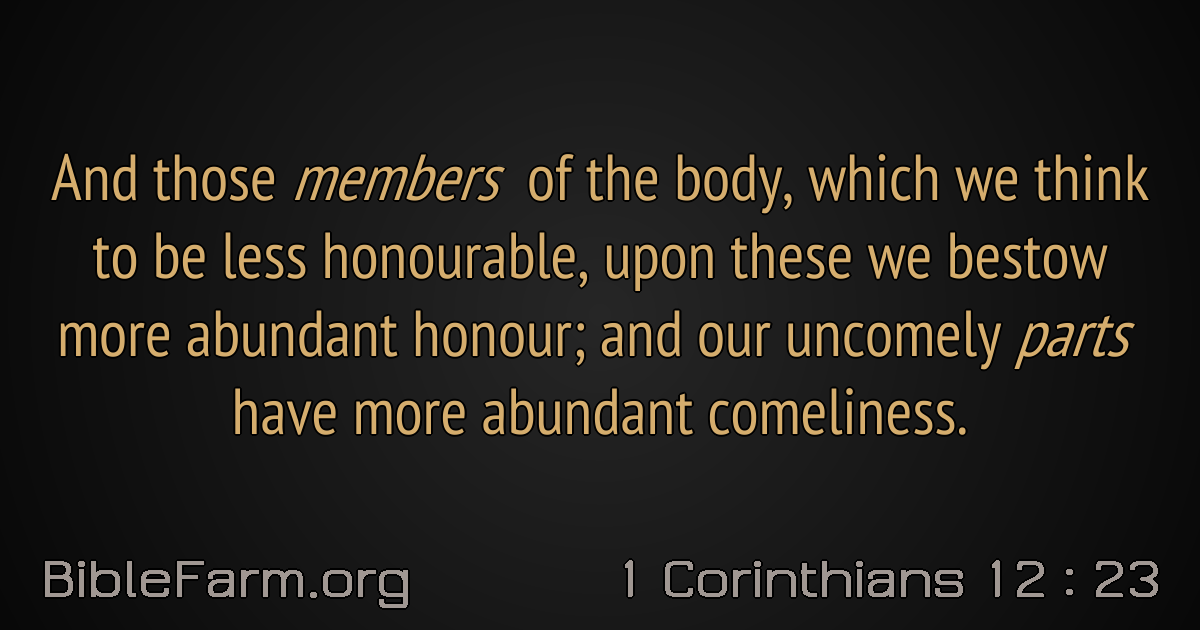 And those members of the body, which we think
to be less honourable, upon these we bestow
more abundant honour; and our uncomely parts
have more abundant comeliness.
BibleFarm.org
1 Corinthians 12 : 23